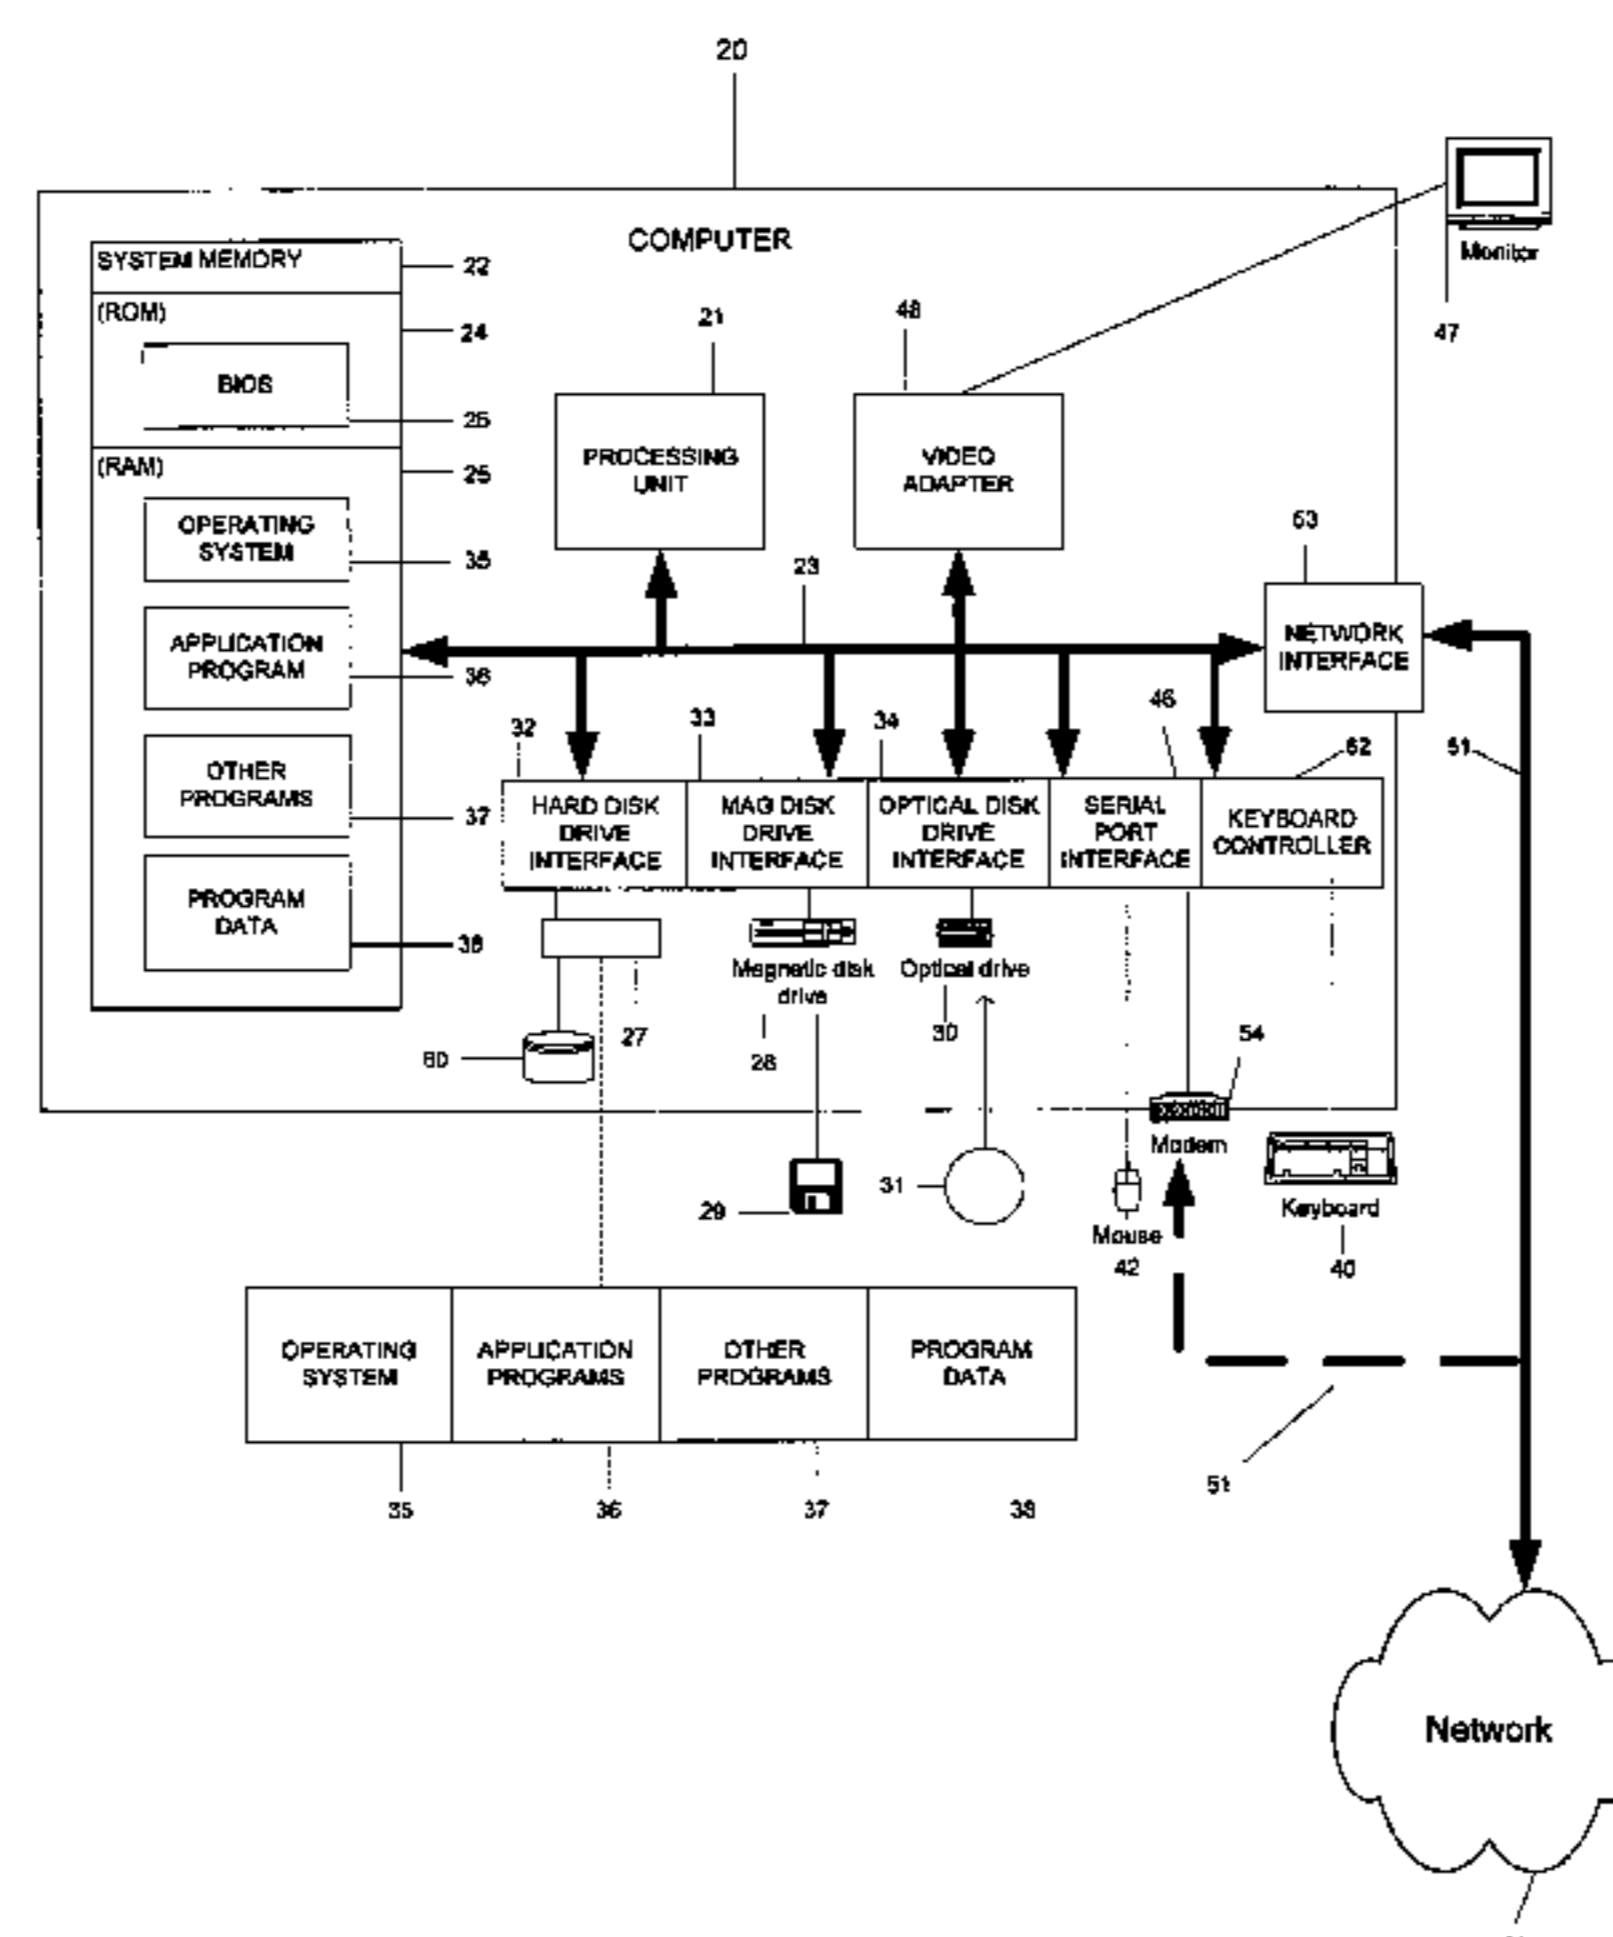 20
COMPUTER
Monitor
47
SYSTEM MEMORY
22
(ROM)
24
BIOS
(RAM)
25
OPERATING
SYSTEM
35
APPLICATION
PROGRAM
36
OTHER
PROGRAMS
37
PROGRAM
DATA
38
21
PROCESSING
UNIT
48
VIDEO
ADAPTER
23
53
NETWORK
INTERFACE
51
32
HARD DISK
DRIVE
INTERFACE
33
MAG DISK
DRIVE
INTERFACE
34
OPTICAL DISK
DRIVE
INTERFACE
46
SERIAL
PORT
INTERFACE
52
KEYBOARD
CONTROLLER
60
27
Magnetic disk
drive
28
Optical drive
30
54
Modem
29
31
Mouse
42
Keyboard
40
OPERATING
SYSTEM
APPLICATION
PROGRAMS
OTHER
PROGRAMS
PROGRAM
DATA
35
36
37
38
51
Network